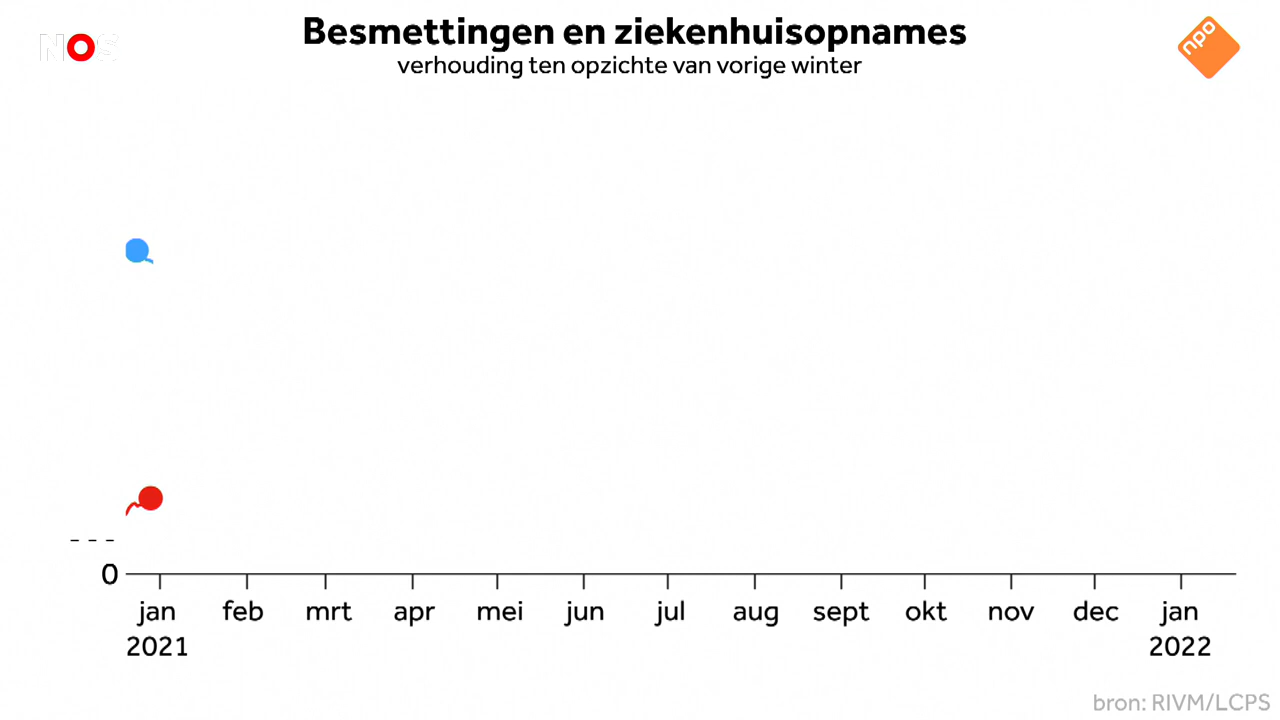 Besmettingen en ziekenhuisopnames
NOS
npo
verhouding ten opzichte van vorige winter
0
jan feb mrt apr mei jun jul aug sept okt nov dec jan
2021 2022
bron: RIVM/LCPS